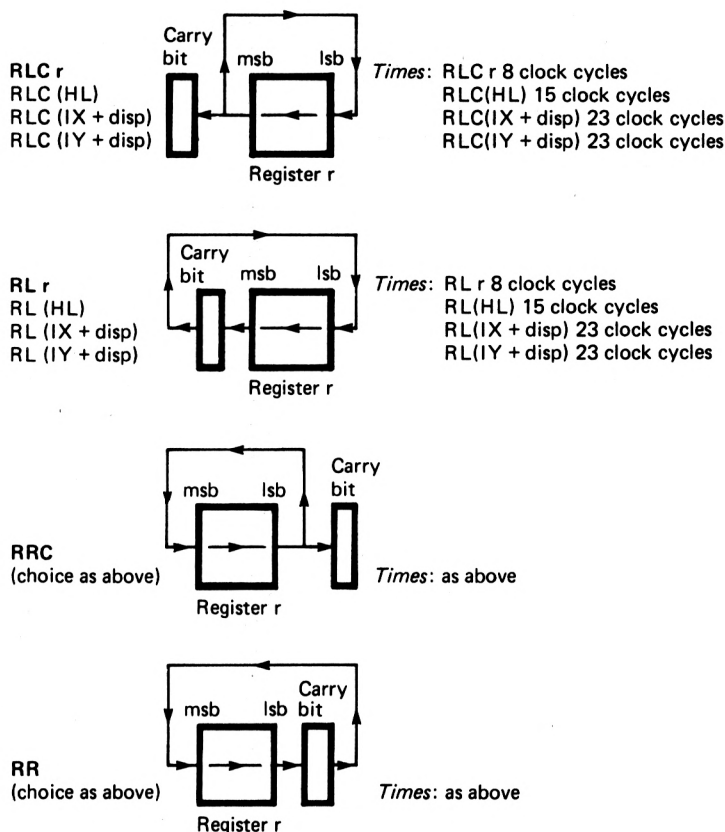 Carry
bit
msb
lsb
RLC r
RLC (HL)
RLC (IX + disp)
RLC (IY + disp)
Register r
Times: RLC r 8 clock cycles
RLC(HL) 15 clock cycles
RLC(IX + disp) 23 clock cycles
RLC(IY + disp) 23 clock cycles
Carry
bit
msb
lsb
RL r
RL (HL)
RL (IX + disp)
RL (IY + disp)
Register r
Times: RL r 8 clock cycles
RL(HL) 15 clock cycles
RL(IX + disp) 23 clock cycles
RL(IY + disp) 23 clock cycles
msb
lsb
Carry
bit
RRC
(choice as above)
Register r
Times: as above
msb
lsb
Carry
bit
RR
(choice as above)
Register r
Times: as above